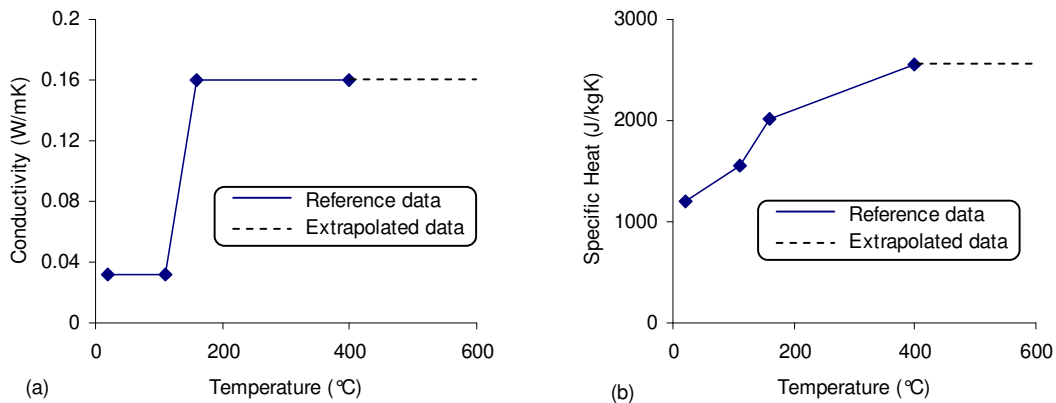 Conductivity (W/mK)
0.2
0.16
0.12
0.08
0.04
0
Reference data
Extrapolated data
0 200 400 600
(a) Temperature (°C)
Specific Heat (J/kgK)
3000
2000
1000
0
Reference data
Extrapolated data
0 200 400 600
(b) Temperature (°C)